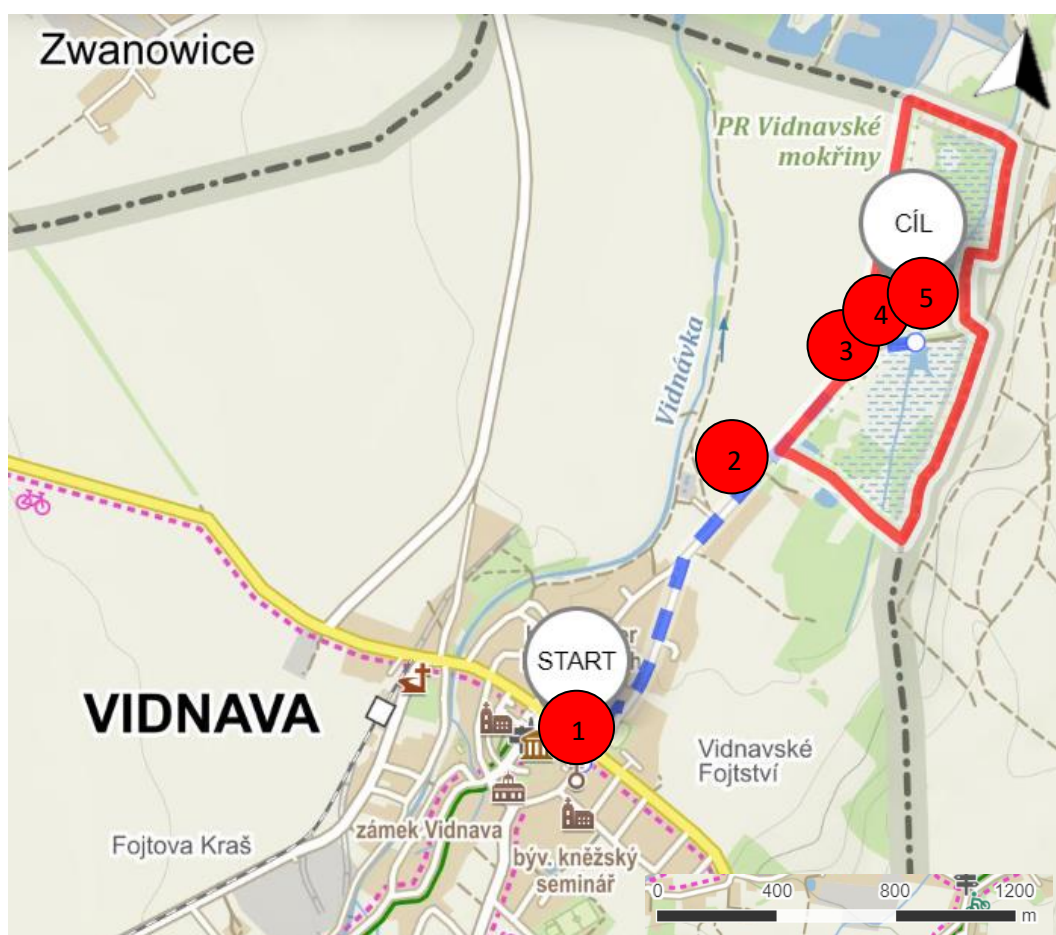 Zwanowice
PR Vidnavské
mokřiny
CÍL
5
4
3
Vidnávka
2
START
1
VIDNAVA
Vidnavské
Fojtství
Fojtova Kraš
zámek Vidnava
býv. kněžský
seminář
0 400 800 1200
m